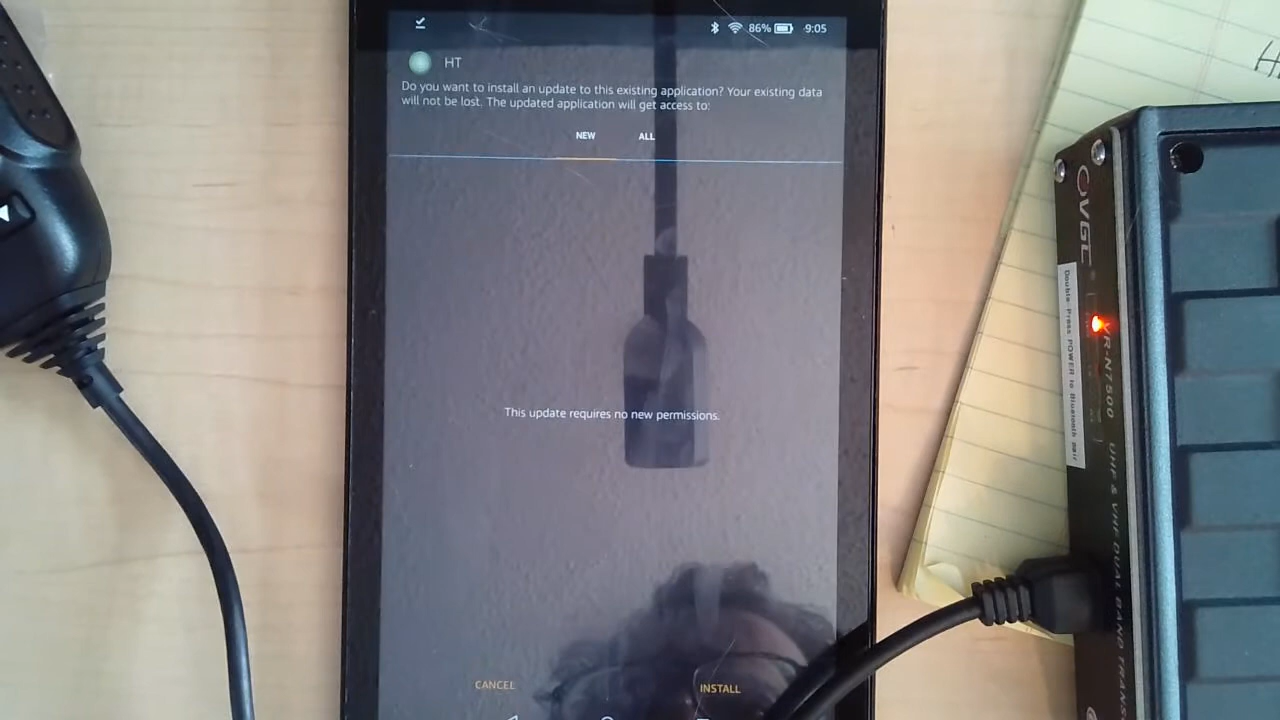 86% 9:05
HT
Do you want to install an update to this existing application? Your existing data
will not be lost. The updated application will get access to:
NEW ALL
This update requires no new permissions.
CANCEL INSTALL
VGC
VR-N7500 UHF & VHF DUAL BAND TRANS
Double-Press POWER to Bluetooth Pair